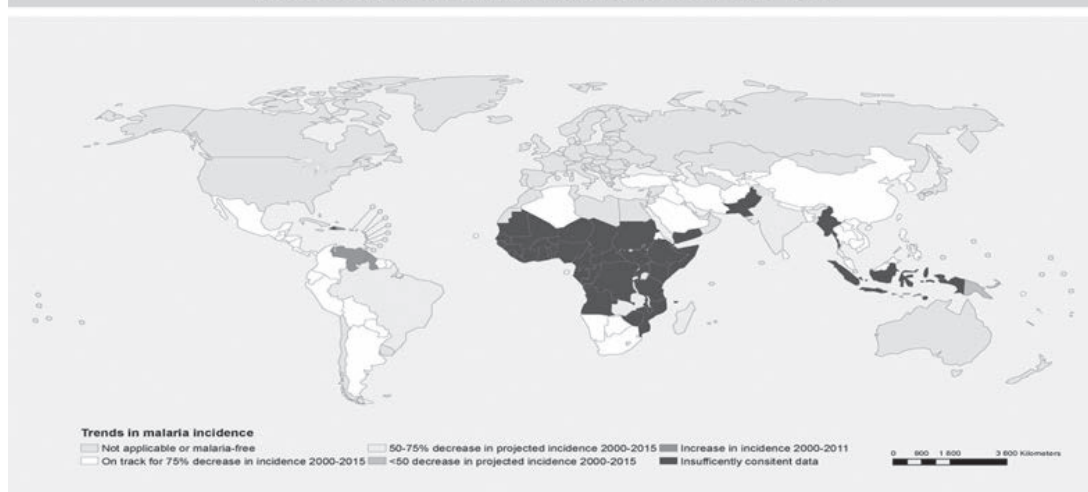 Trends in malaria incidence
Not applicable or malaria-free 50-75% decrease in projected incidence 2000-2015 Increase in incidence 2000-2011
On track for 75% decrease in incidence 2000-2015 <50 decrease in projected incidence 2000-2015 Insufficiently consitent data
0 800 1 600 3 600 Kilometers